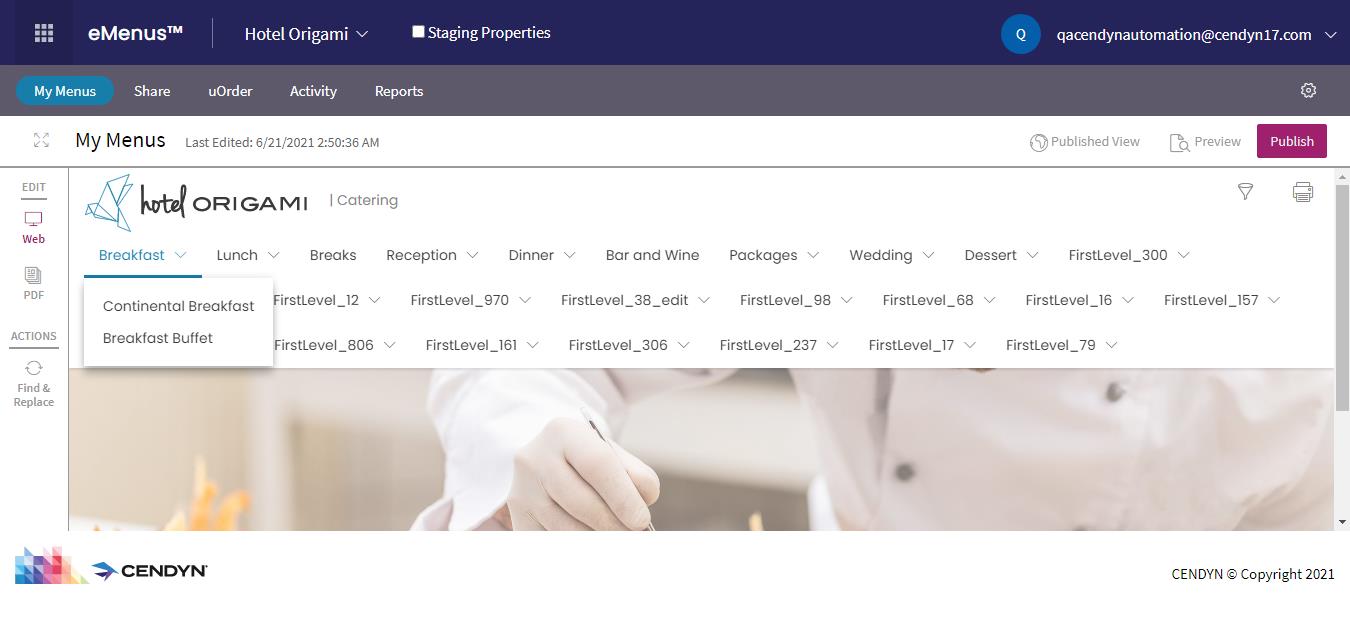 eMenus™ Hotel Origami Staging Properties Q qacendynautomation@cendyn17.com
My Menus Share uOrder Activity Reports
My Menus Last Edited: 6/21/2021 2:50:36 AM Published View Preview Publish
EDIT
Web
PDF
ACTIONS
Find &
Replace
hotel ORIGAMI | Catering
Breakfast Lunch Breaks Reception Dinner Bar and Wine Packages Wedding Dessert FirstLevel_300
Continental Breakfast
Breakfast Buffet
FirstLevel_12 FirstLevel_970 FirstLevel_38_edit FirstLevel_98 FirstLevel_68 FirstLevel_16 FirstLevel_157
FirstLevel_806 FirstLevel_161 FirstLevel_306 FirstLevel_237 FirstLevel_17 FirstLevel_79
CENDYN
CENDYN © Copyright 2021